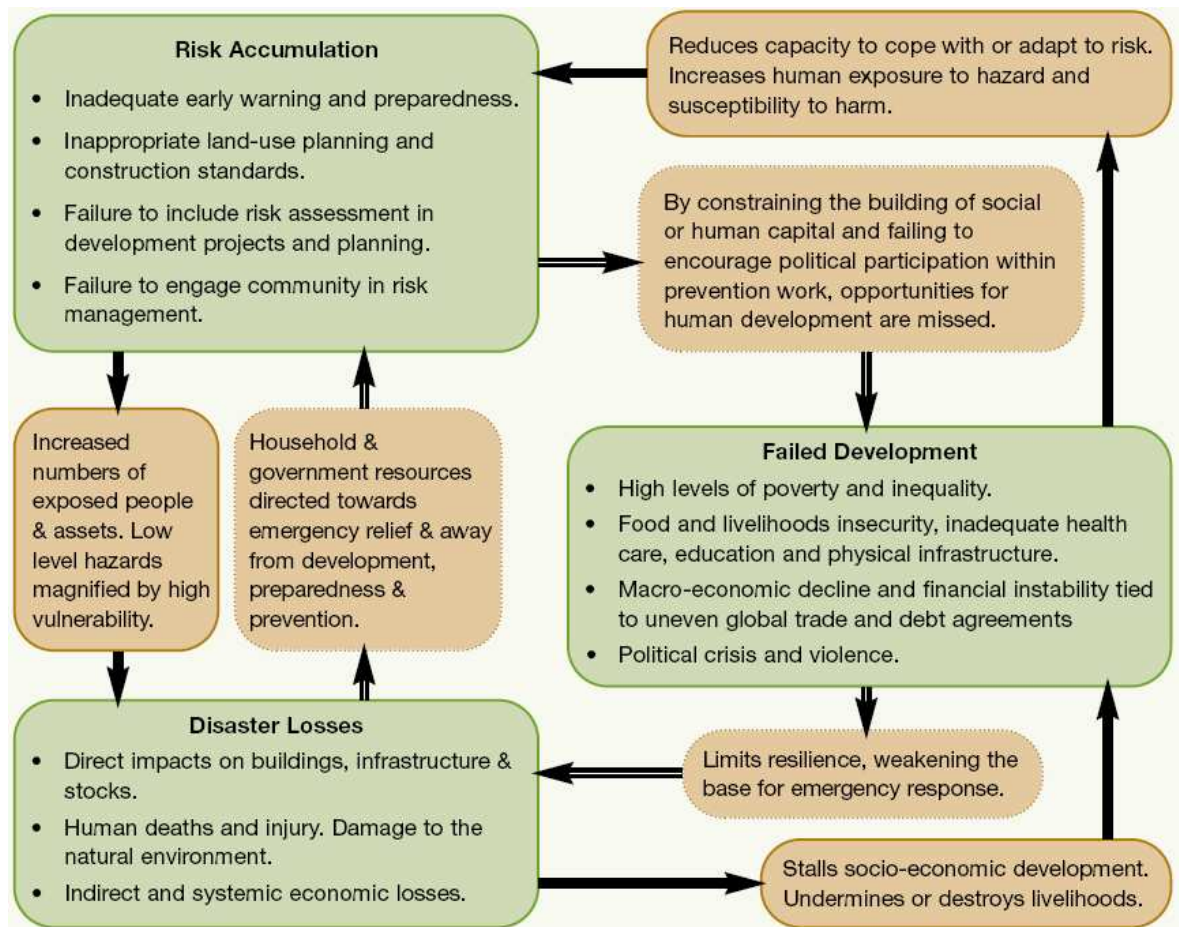 Risk Accumulation
• Inadequate early warning and preparedness.
• Inappropriate land-use planning and
construction standards.
• Failure to include risk assessment in
development projects and planning.
• Failure to engage community in risk
management.
Reduces capacity to cope with or adapt to risk.
Increases human exposure to hazard and
susceptibility to harm.
By constraining the building of social
or human capital and failing to
encourage political participation within
prevention work, opportunities for
human development are missed.
Increased
numbers of
exposed people
& assets. Low
level hazards
magnified by high
vulnerability.
Household &
government resources
directed towards
emergency relief & away
from development,
preparedness &
prevention.
Failed Development
• High levels of poverty and inequality.
• Food and livelihoods insecurity, inadequate health
care, education and physical infrastructure.
• Macro-economic decline and financial instability tied
to uneven global trade and debt agreements
• Political crisis and violence.
Disaster Losses
• Direct impacts on buildings, infrastructure &
stocks.
• Human deaths and injury. Damage to the
natural environment.
• Indirect and systemic economic losses.
Limits resilience, weakening the
base for emergency response.
Stalls socio-economic development.
Undermines or destroys livelihoods.